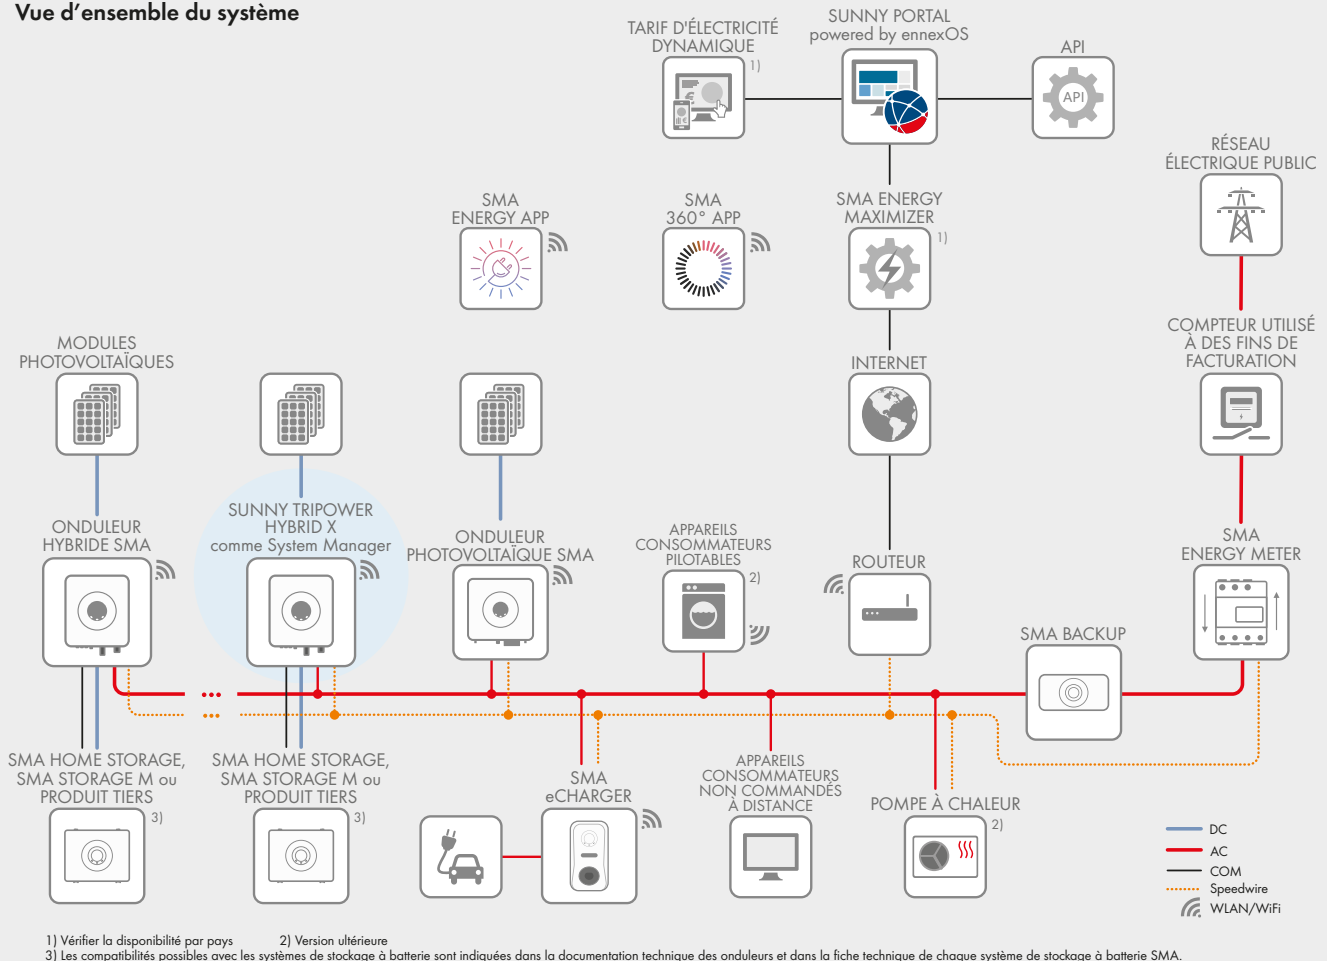 Vue d'ensemble du système
TARIF D'ÉLECTRICITÉ
DYNAMIQUE
1)
SUNNY PORTAL
powered by ennexOS
API
API
RÉSEAU
ÉLECTRIQUE PUBLIC
SMA
ENERGY APP
SMA
360° APP
SMA ENERGY
MAXIMIZER
1)
COMPTEUR UTILISÉ
À DES FINS DE
FACTURATION
MODULES
PHOTOVOLTAÏQUES
INTERNET
ONDULEUR
HYBRIDE SMA
SUNNY TRIPOWER
HYBRID X
comme System Manager
ONDULEUR
PHOTOVOLTAÏQUE SMA
APPAREILS
CONSOMMATEURS
PILOTABLES
2)
ROUTEUR
SMA
ENERGY METER
SMA BACKUP
SMA HOME STORAGE,
SMA STORAGE M ou
PRODUIT TIERS
3)
SMA HOME STORAGE,
SMA STORAGE M ou
PRODUIT TIERS
3)
SMA
eCHARGER
APPAREILS
CONSOMMATEURS
NON COMMANDÉS
À DISTANCE
POMPE À CHALEUR
2)
DC
AC
COM
Speedwire
WLAN/WiFi
1) Vérifier la disponibilité par pays 2) Version ultérieure
3) Les compatibilités possibles avec les systèmes de stockage à batterie sont indiquées dans la documentation technique des onduleurs et dans la fiche technique de chaque système de stockage à batterie SMA.